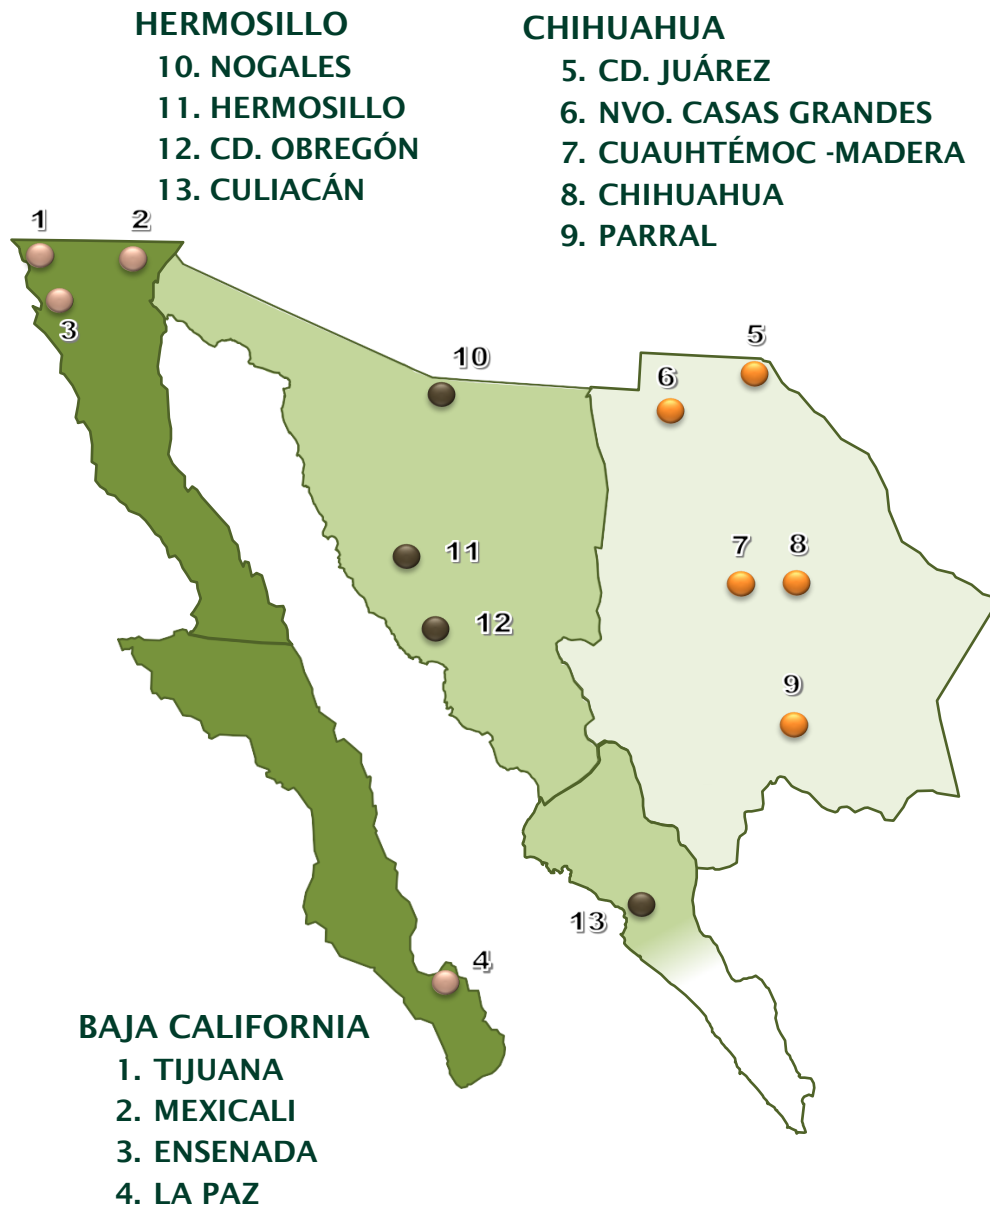 HERMOSILLO
10. NOGALES
11. HERMOSILLO
12. CD. OBREGÓN
13. CULIACÁN
CHIHUAHUA
5. CD. JUÁREZ
6. NVO. CASAS GRANDES
7. CUAUHTÉMOC -MADERA
8. CHIHUAHUA
9. PARRAL
1
2
3
10
5
6
11
12
7
8
9
13
4
BAJA CALIFORNIA
1. TIJUANA
2. MEXICALI
3. ENSENADA
4. LA PAZ